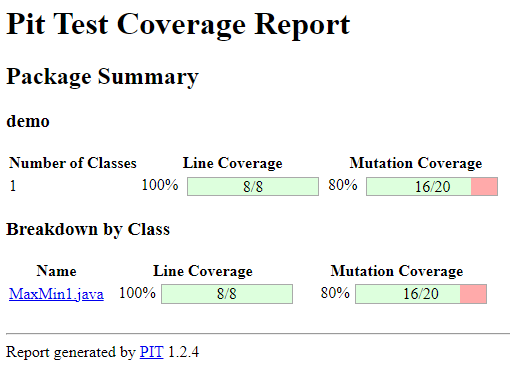 Pit Test Coverage Report
Package Summary
demo
Number of Classes Line Coverage Mutation Coverage
1 100% 8/8 80% 16/20
Breakdown by Class
Name Line Coverage Mutation Coverage
MaxMin1.java 100% 8/8 80% 16/20
Report generated by PIT 1.2.4